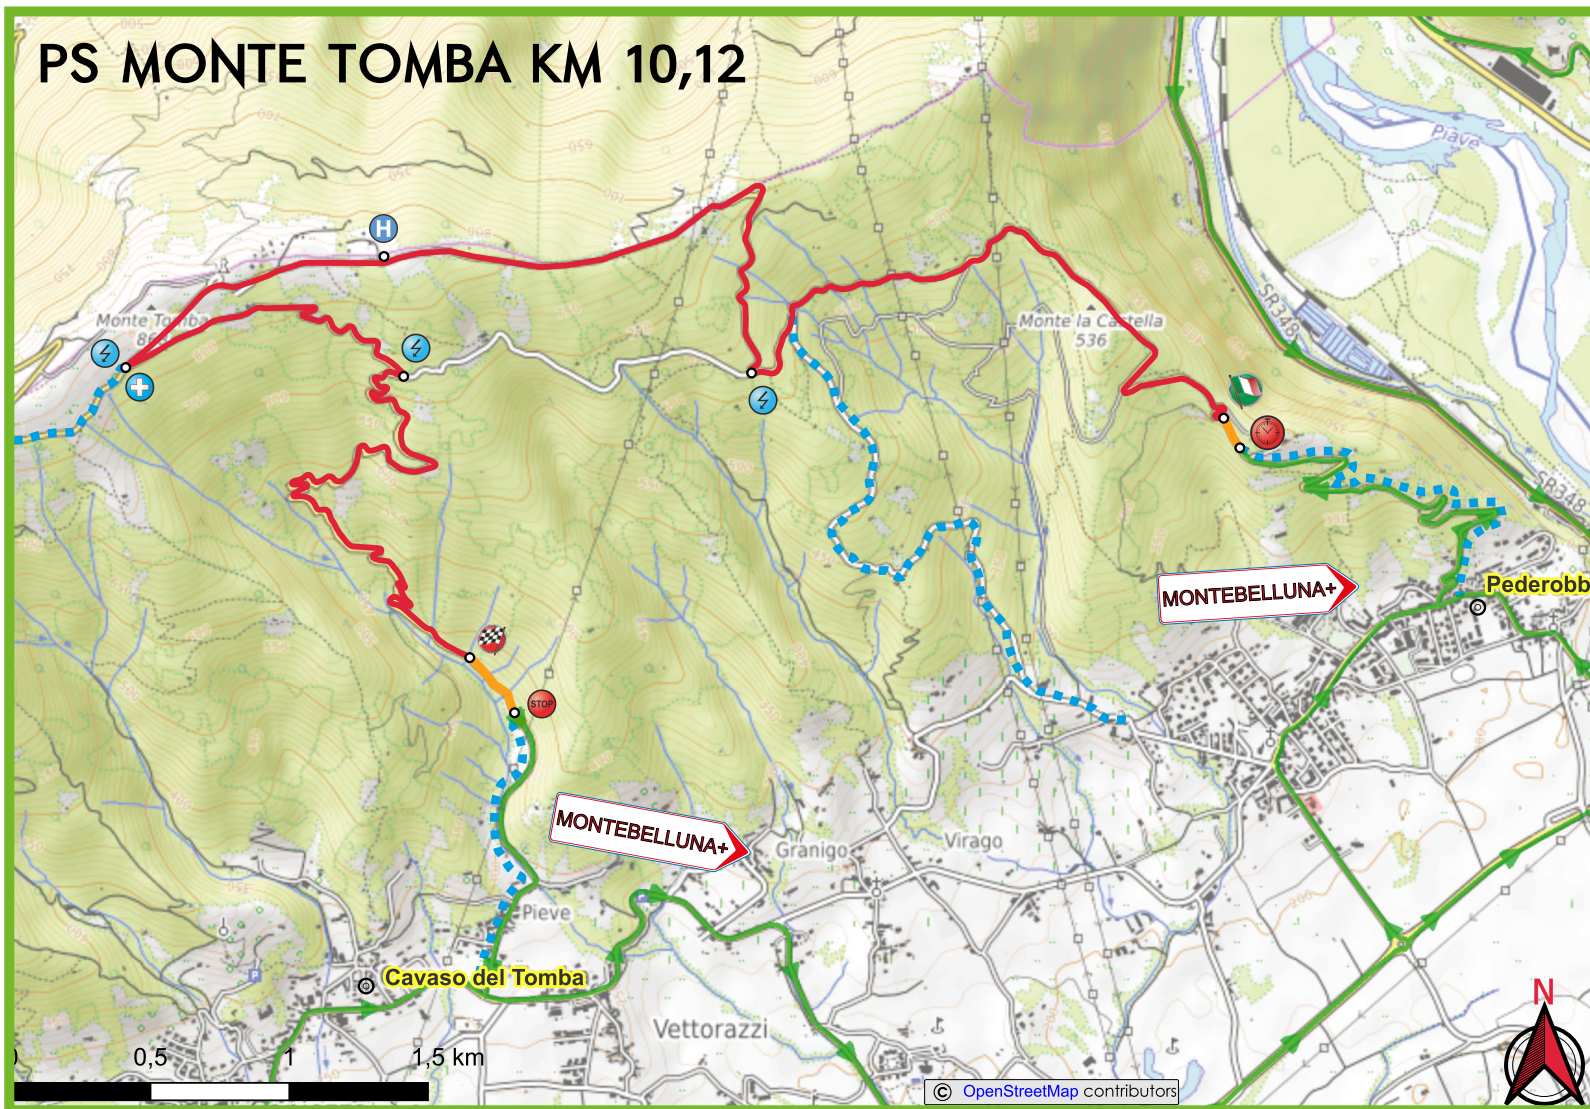 PS MONTE TOMBA KM 10,12
Piave
H
SR348
Monte Tomba
Monte la Castella
536
SR348
MONTEBELLUNA+
Pederobb
STOP
MONTEBELLUNA+
Granigo
Virago
Pieve
P
Cavaso del Tomba
Vettorazzi
N
0,5 1 1,5 km
© OpenStreetMap contributors